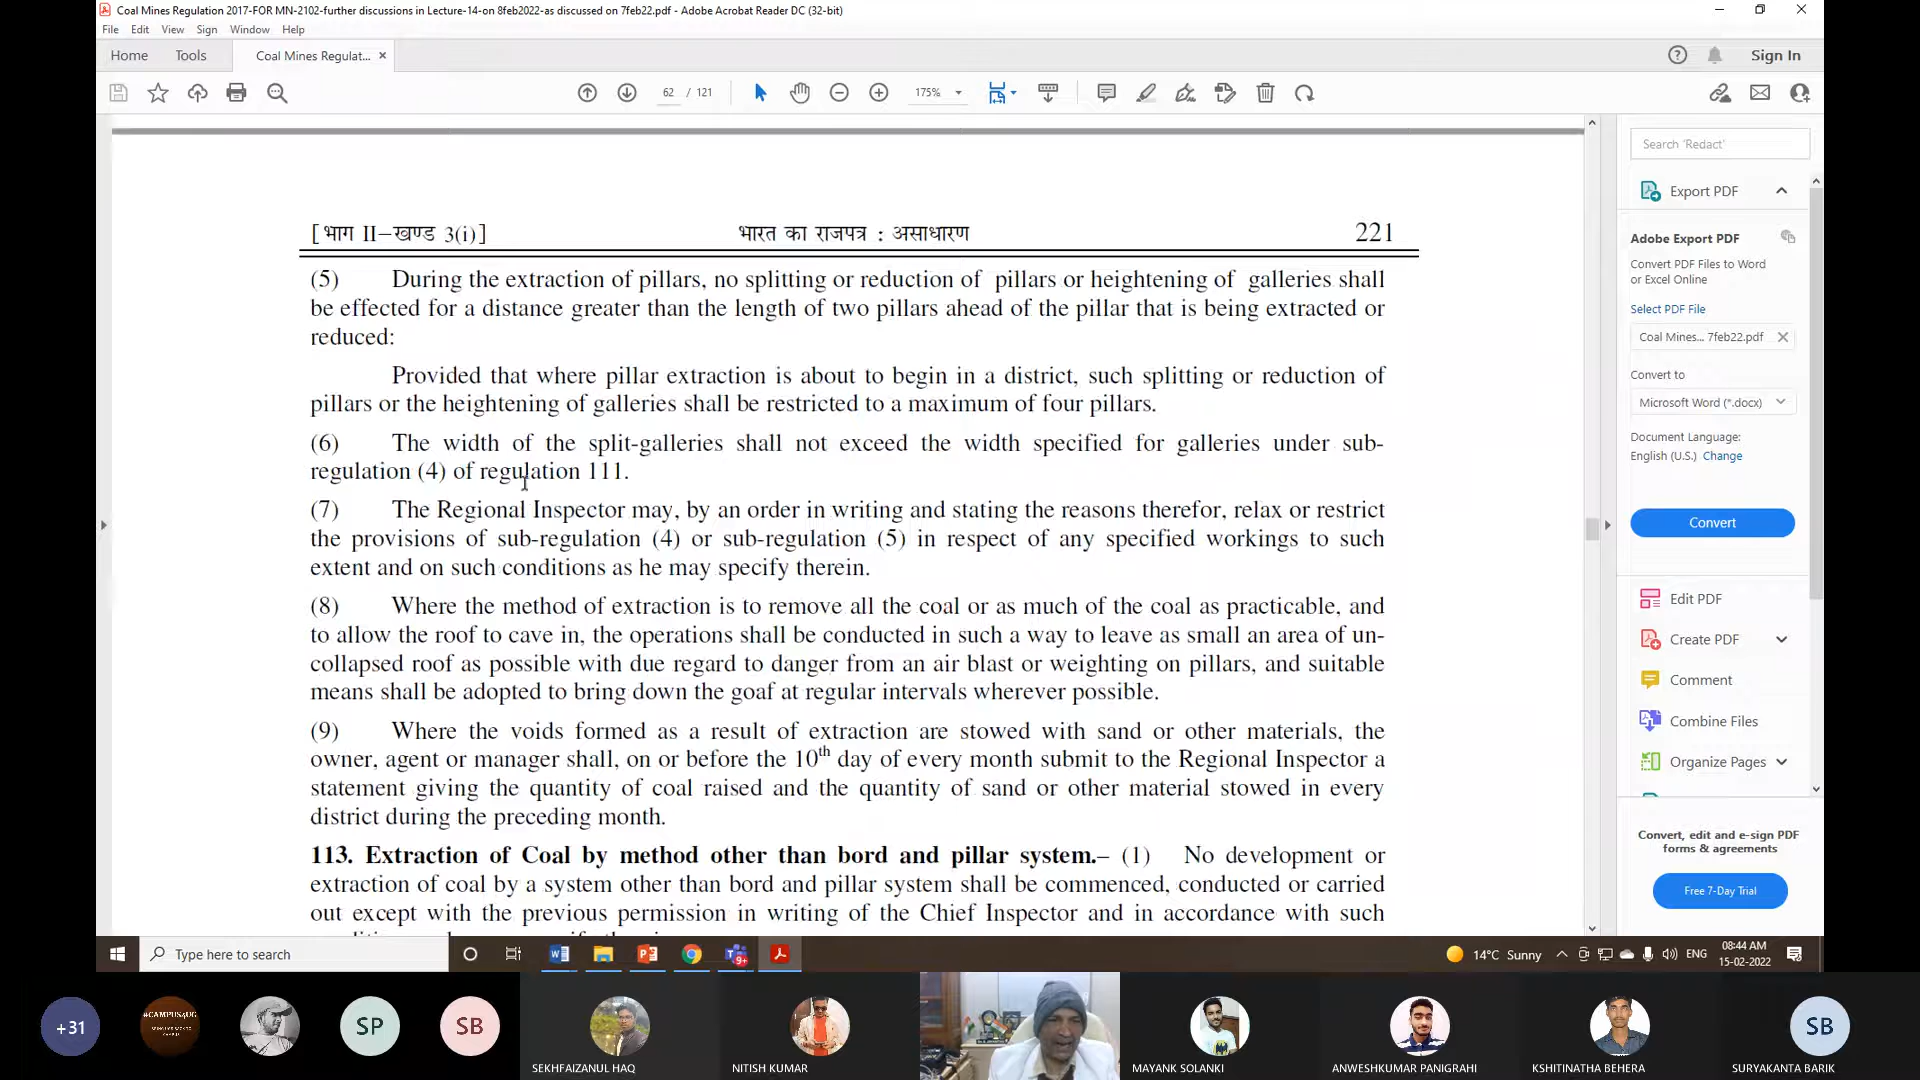 Coal Mines Regulation 2017-FOR MN-2102-further discussions in Lecture-14-on 8feb2022-as discussed on 7feb22.pdf - Adobe Acrobat Reader DC (32-bit)
File Edit View Sign Window Help
Home Tools Coal Mines Regulat... Sign In
62 / 121 175%
Search 'Redact'
Export PDF
Adobe Export PDF
Convert PDF Files to Word
or Excel Online
Select PDF File
Coal Mines... 7feb22.pdf
Convert to
Microsoft Word (*.docx)
Document Language:
English (U.S.) Change
Convert
Edit PDF
Create PDF
Comment
Combine Files
Organize Pages
Convert, edit and e-sign PDF
forms & agreements
Free 7-Day Trial
[भाग II–खण्ड 3(i)] भारत का राजपत्र : असाधारण 221
(5) During the extraction of pillars, no splitting or reduction of pillars or heightening of galleries shall
be effected for a distance greater than the length of two pillars ahead of the pillar that is being extracted or
reduced:
Provided that where pillar extraction is about to begin in a district, such splitting or reduction of
pillars or the heightening of galleries shall be restricted to a maximum of four pillars.
(6) The width of the split-galleries shall not exceed the width specified for galleries under sub-
regulation (4) of regulation 111.
(7) The Regional Inspector may, by an order in writing and stating the reasons therefor, relax or restrict
the provisions of sub-regulation (4) or sub-regulation (5) in respect of any specified workings to such
extent and on such conditions as he may specify therein.
(8) Where the method of extraction is to remove all the coal or as much of the coal as practicable, and
to allow the roof to cave in, the operations shall be conducted in such a way to leave as small an area of un-
collapsed roof as possible with due regard to danger from an air blast or weighting on pillars, and suitable
means shall be adopted to bring down the goaf at regular intervals wherever possible.
(9) Where the voids formed as a result of extraction are stowed with sand or other materials, the
owner, agent or manager shall, on or before the 10th day of every month submit to the Regional Inspector a
statement giving the quantity of coal raised and the quantity of sand or other material stowed in every
district during the preceding month.
113. Extraction of Coal by method other than bord and pillar system.– (1) No development or
extraction of coal by a system other than bord and pillar system shall be commenced, conducted or carried
out except with the previous permission in writing of the Chief Inspector and in accordance with such
Type here to search
14°C Sunny ENG 08:44 AM
15-02-2022
+31 #CAMPUS4UG SP SB SB
SEKHFAIZANUL HAQ NITISH KUMAR MAYANK SOLANKI ANWESHKUMAR PANIGRAHI KSHITINATHA BEHERA SURYAKANTA BARIK